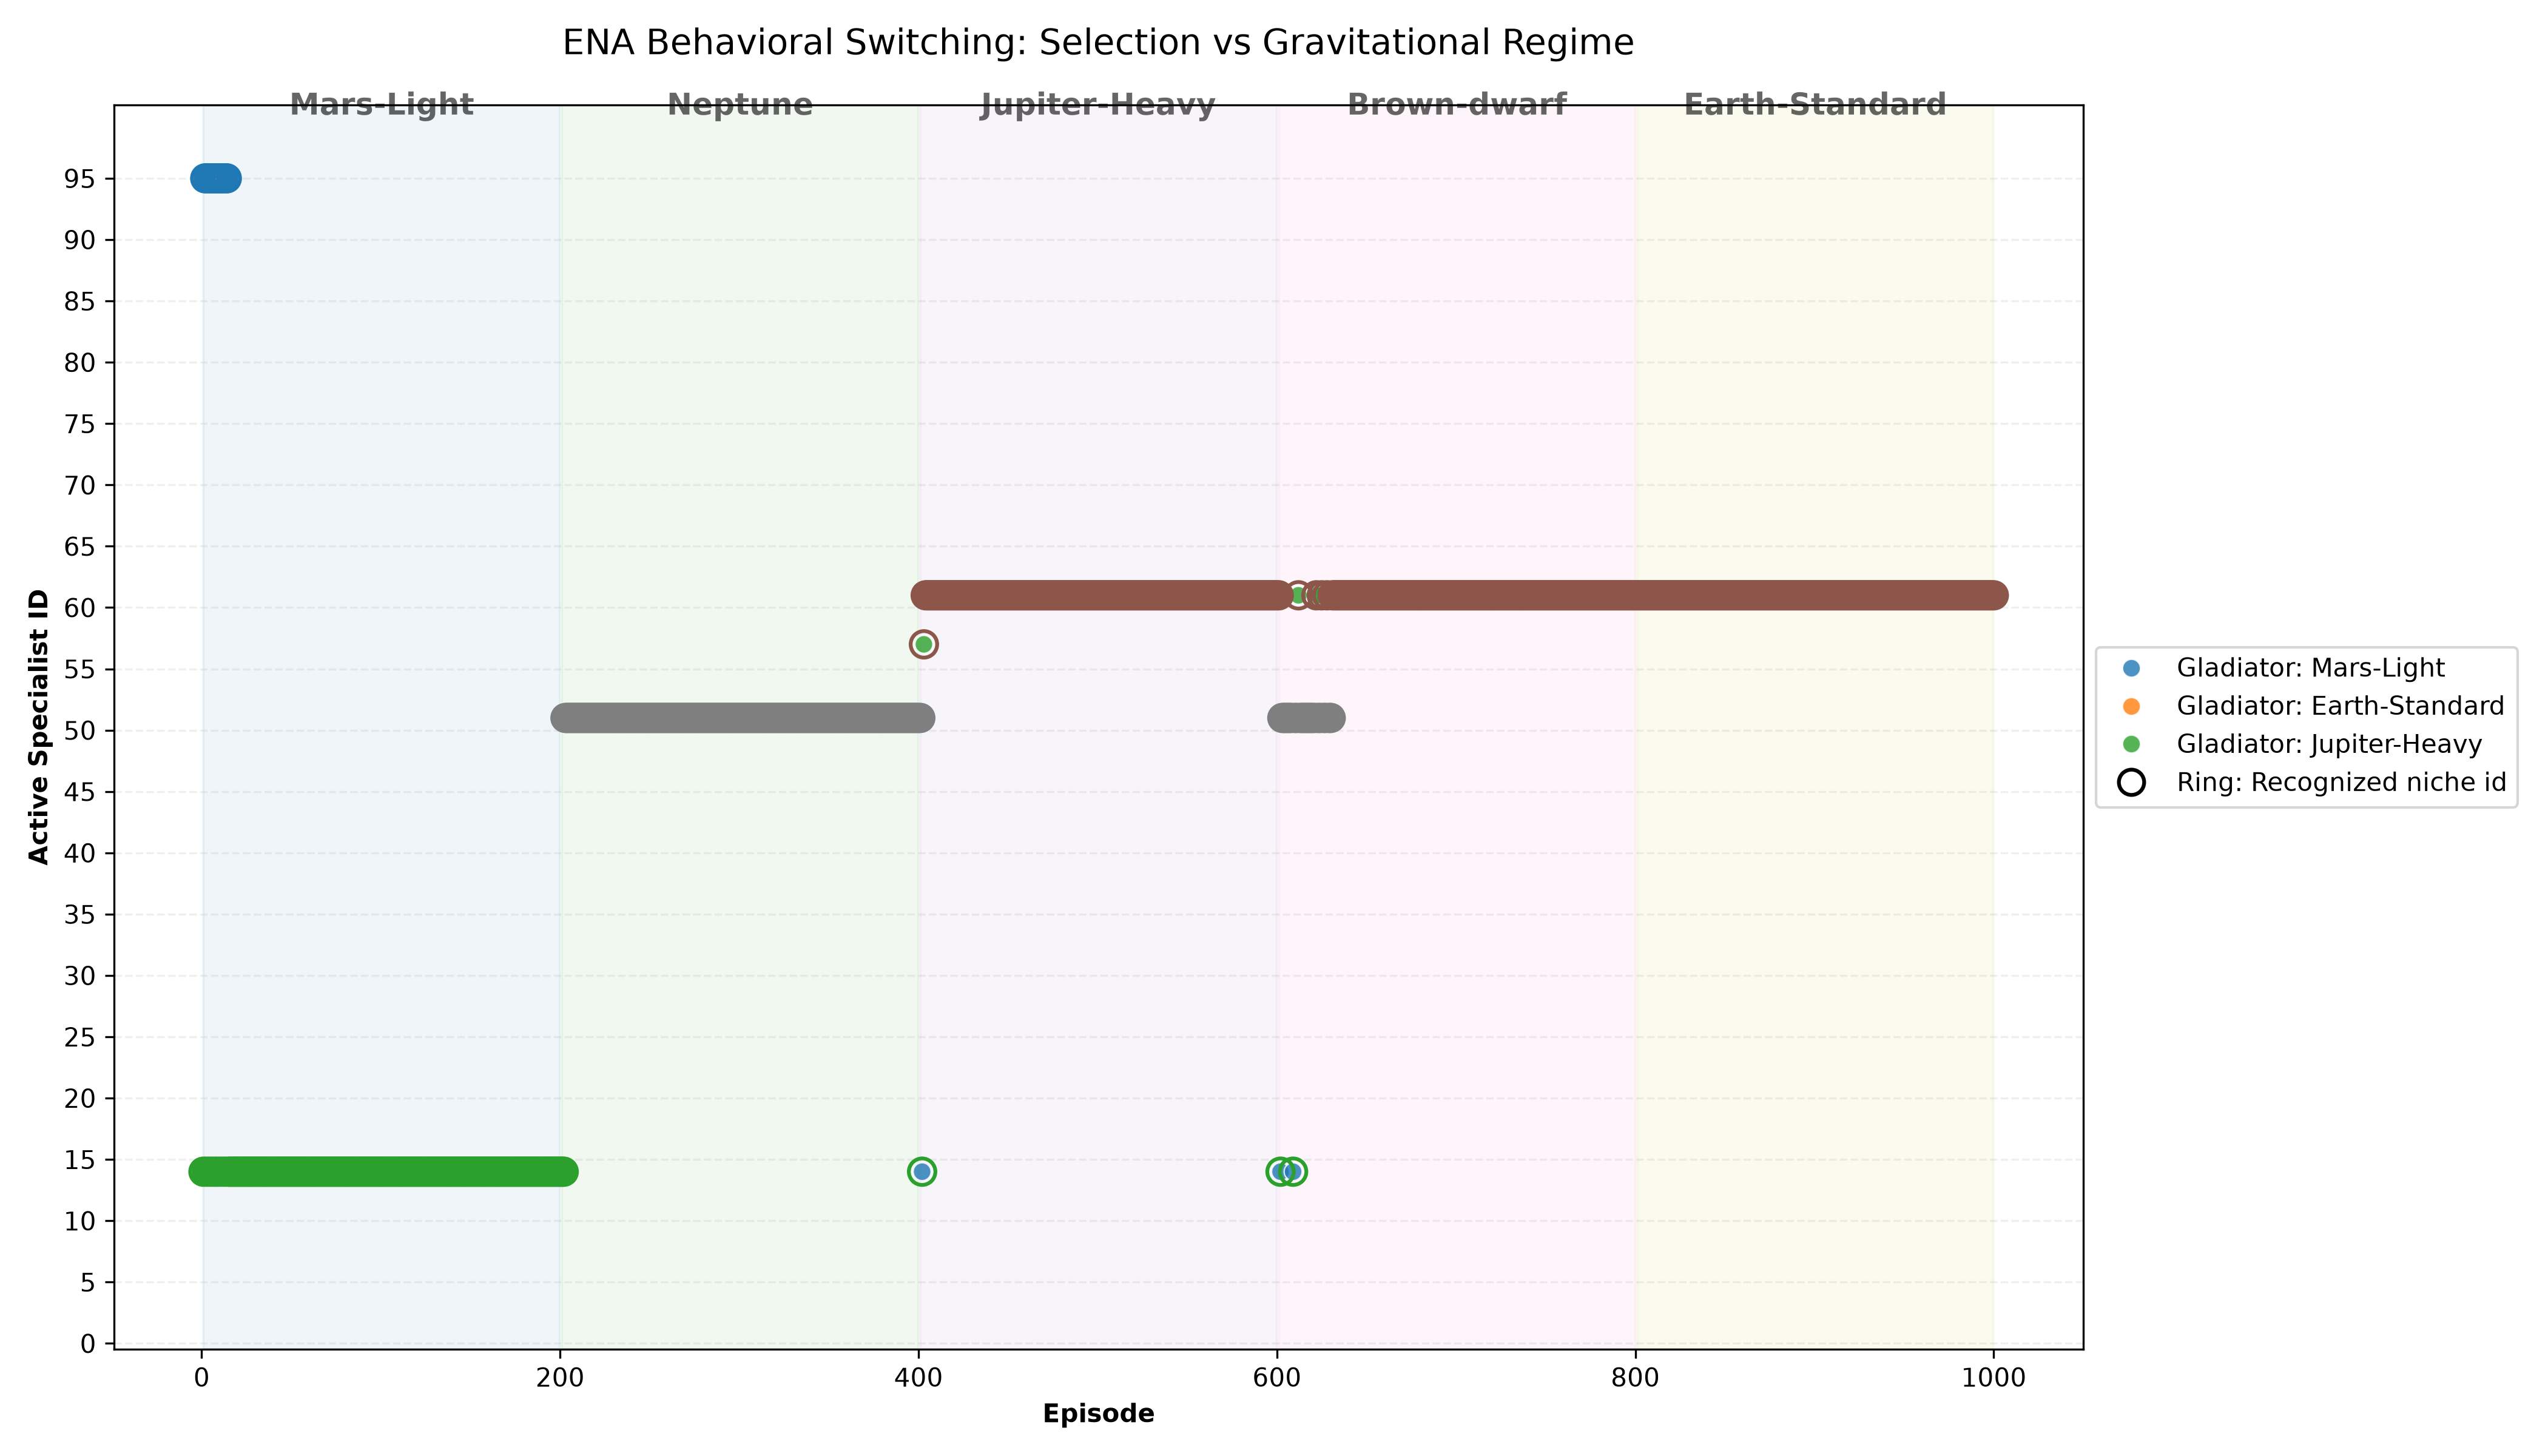 ENA Behavioral Switching: Selection vs Gravitational Regime
Mars-Light Neptune Jupiter-Heavy Brown-dwarf Earth-Standard
95
90
85
80
75
70
65
60
55
50
45
40
35
30
25
20
15
10
5
0
Active Specialist ID
0 200 400 600 800 1000
Episode
Gladiator: Mars-Light
Gladiator: Earth-Standard
Gladiator: Jupiter-Heavy
Ring: Recognized niche id